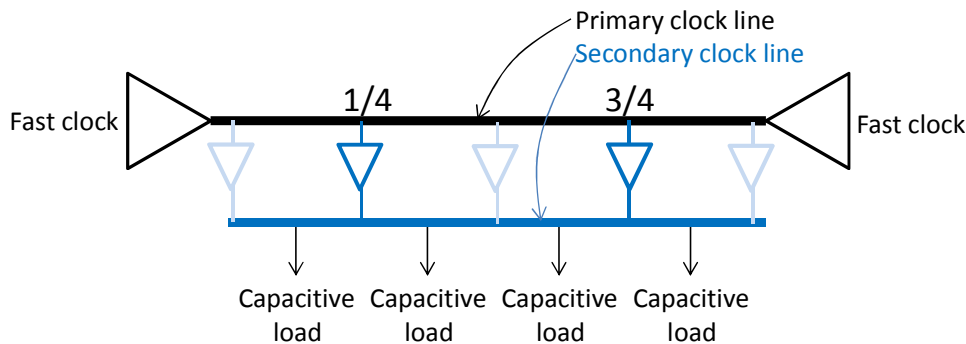 Primary clock line
Secondary clock line
1/4
3/4
Fast clock
Fast clock
Capacitive
load
Capacitive
load
Capacitive
load
Capacitive
load